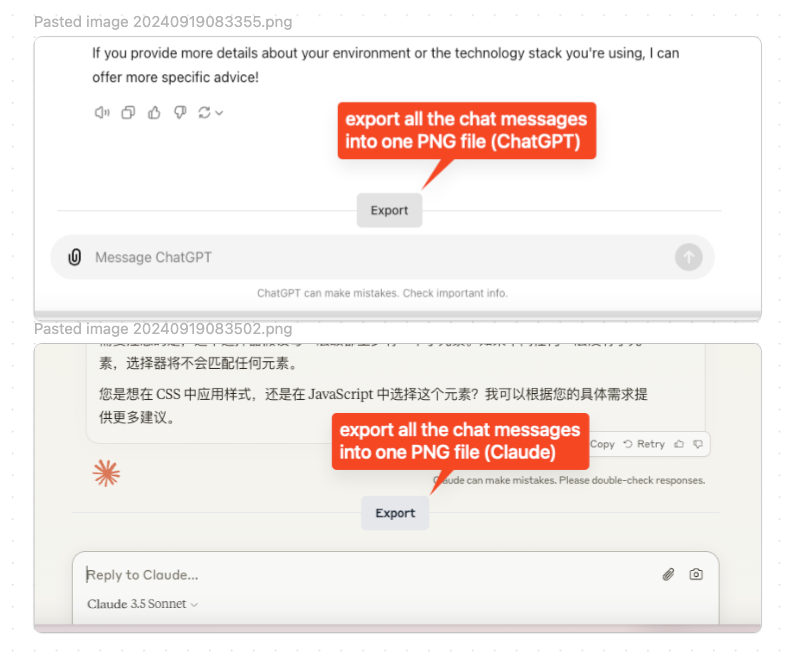 Pasted image 20240919083355.png
If you provide more details about your environment or the technology stack you're using, I can
offer more specific advice!
export all the chat messages
into one PNG file (ChatGPT)
Export
Message ChatGPT
ChatGPT can make mistakes. Check important info.
Pasted image 20240919083502.png
素，选择器将不会匹配任何元素。
您是想在 CSS 中应用样式，还是在 JavaScript 中选择这个元素？我可以根据您的具体需求提
供更多建议。
export all the chat messages
into one PNG file (Claude)
Copy Retry
Claude can make mistakes. Please double-check responses.
Export
Reply to Claude...
Claude 3.5 Sonnet